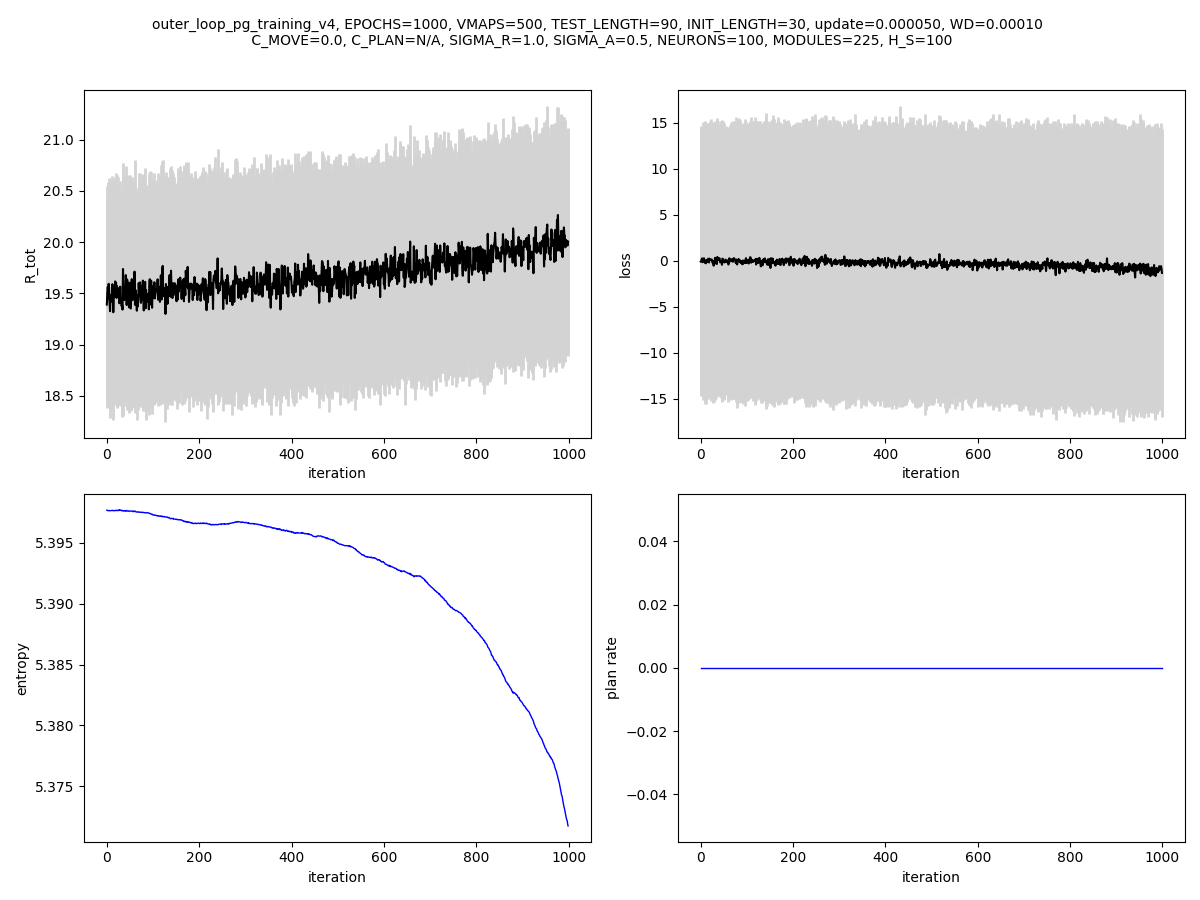 outer_loop_pg_training_v4, EPOCHS=1000, VMAPS=500, TEST_LENGTH=90, INIT_LENGTH=30, update=0.000050, WD=0.00010
C_MOVE=0.0, C_PLAN=N/A, SIGMA_R=1.0, SIGMA_A=0.5, NEURONS=100, MODULES=225, H_S=100
R_tot
21.0
20.5
20.0
19.5
19.0
18.5
0 200 400 600 800 1000
iteration
loss
15
10
5
0
−5
−10
−15
0 200 400 600 800 1000
iteration
entropy
5.395
5.390
5.385
5.380
5.375
0 200 400 600 800 1000
iteration
plan rate
0.04
0.02
0.00
−0.02
−0.04
0 200 400 600 800 1000
iteration